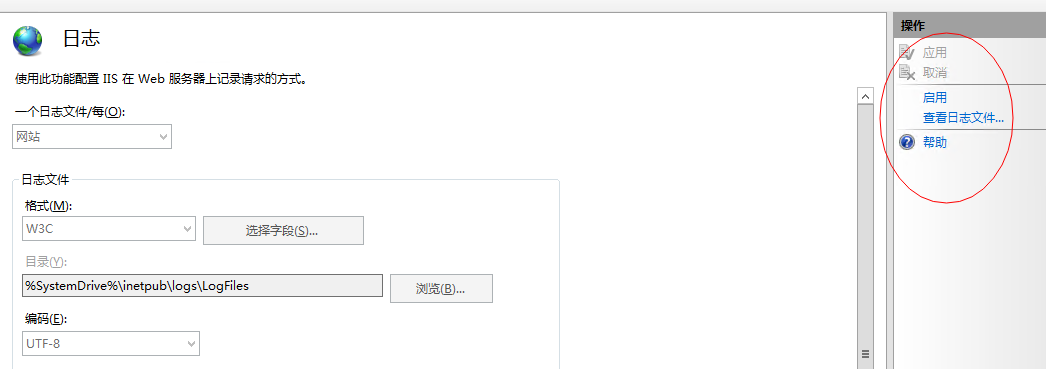 日志
使用此功能配置 IIS 在 Web 服务器上记录请求的方式。
一个日志文件/每(O):
网站
日志文件
格式(M):
W3C
选择字段(S)...
目录(Y):
%SystemDrive%\inetpub\logs\LogFiles
浏览(B)...
编码(E):
UTF-8
操作
应用
取消
启用
查看日志文件...
帮助